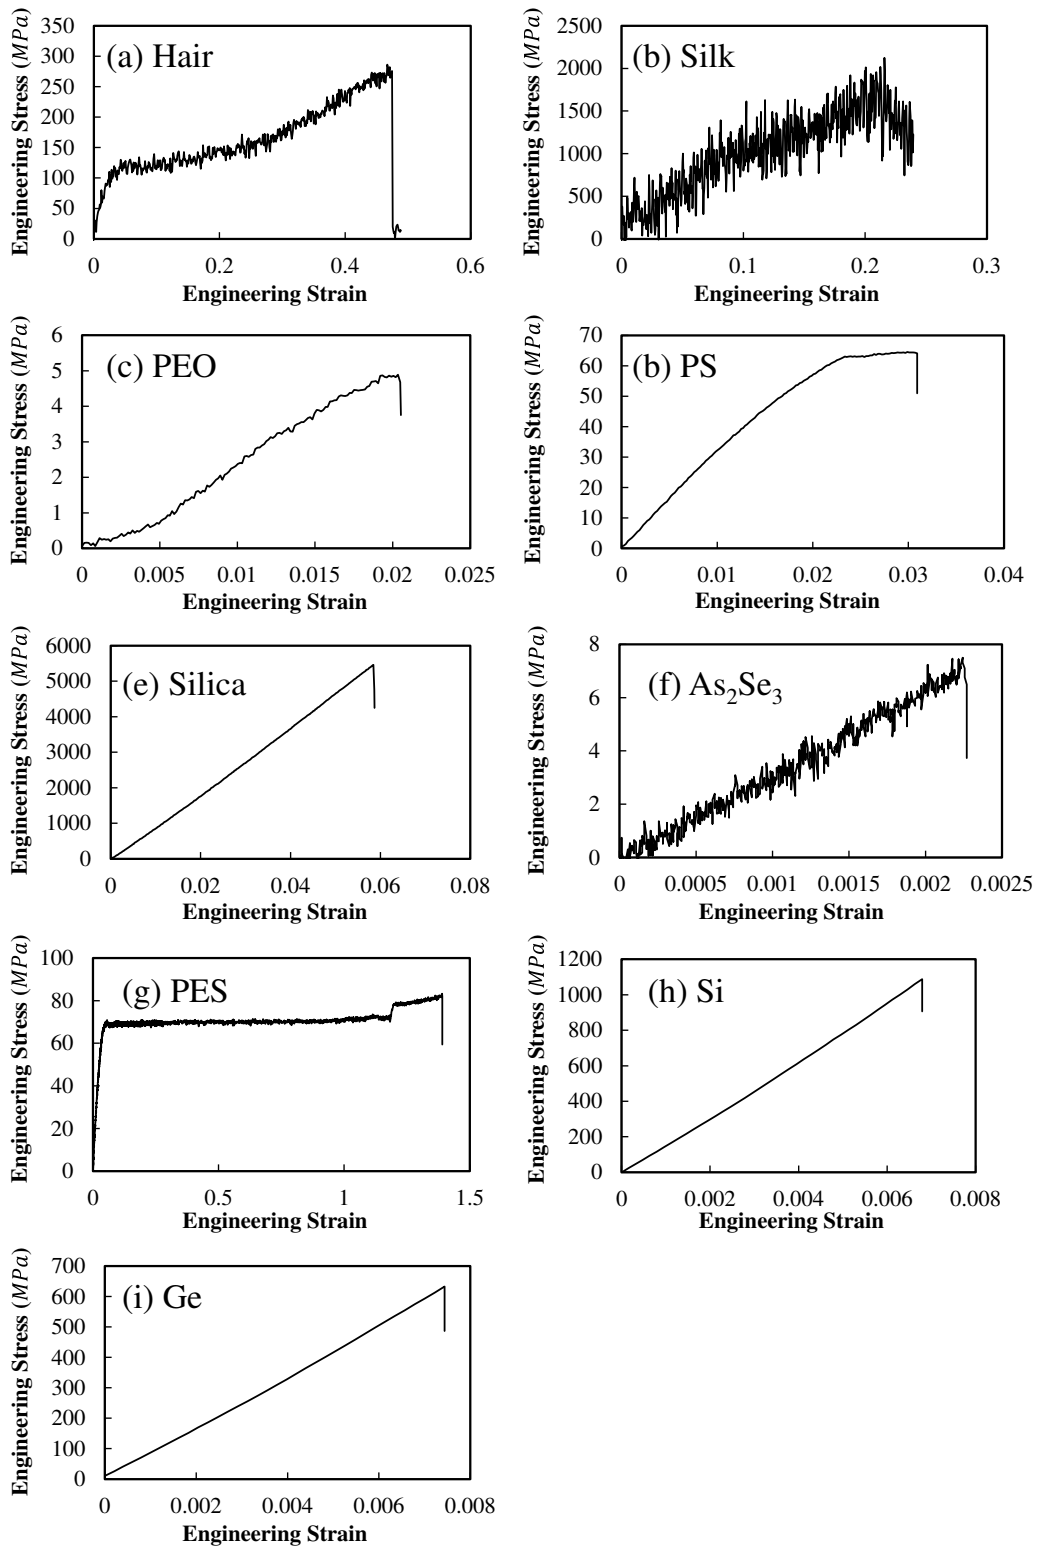 (a) Hair
Engineering Stress (MPa)
350
300
250
200
150
100
50
0
0 0.2 0.4 0.6
Engineering Strain
(b) Silk
Engineering Stress (MPa)
2500
2000
1500
1000
500
0
0 0.1 0.2 0.3
Engineering Strain
(c) PEO
Engineering Stress (MPa)
6
5
4
3
2
1
0
0 0.005 0.01 0.015 0.02 0.025
Engineering Strain
(b) PS
Engineering Stress (MPa)
70
60
50
40
30
20
10
0
0 0.01 0.02 0.03 0.04
Engineering Strain
(e) Silica
Engineering Stress (MPa)
6000
5000
4000
3000
2000
1000
0
0 0.02 0.04 0.06 0.08
Engineering Strain
(f) As₂Se₃
Engineering Stress (MPa)
8
6
4
2
0
0 0.0005 0.001 0.0015 0.002 0.0025
Engineering Strain
(g) PES
Engineering Stress (MPa)
100
80
60
40
20
0
0 0.5 1 1.5
Engineering Strain
(h) Si
Engineering Stress (MPa)
1200
1000
800
600
400
200
0
0 0.002 0.004 0.006 0.008
Engineering Strain
(i) Ge
Engineering Stress (MPa)
700
600
500
400
300
200
100
0
0 0.002 0.004 0.006 0.008
Engineering Strain